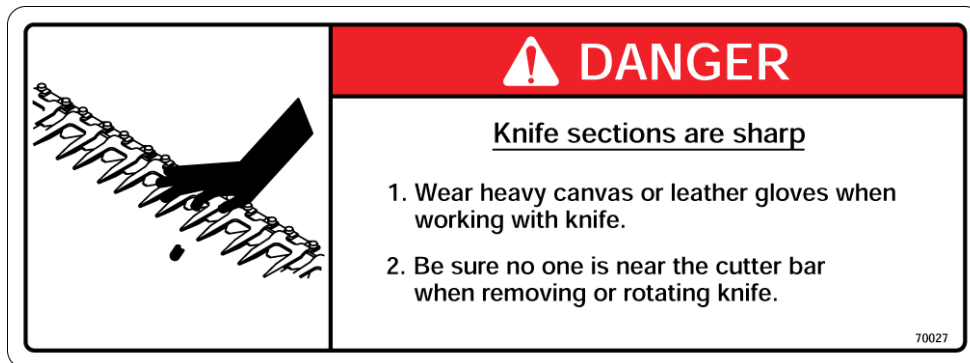 DANGER
Knife sections are sharp
1. Wear heavy canvas or leather gloves when
working with knife.
2. Be sure no one is near the cutter bar
when removing or rotating knife.
70027